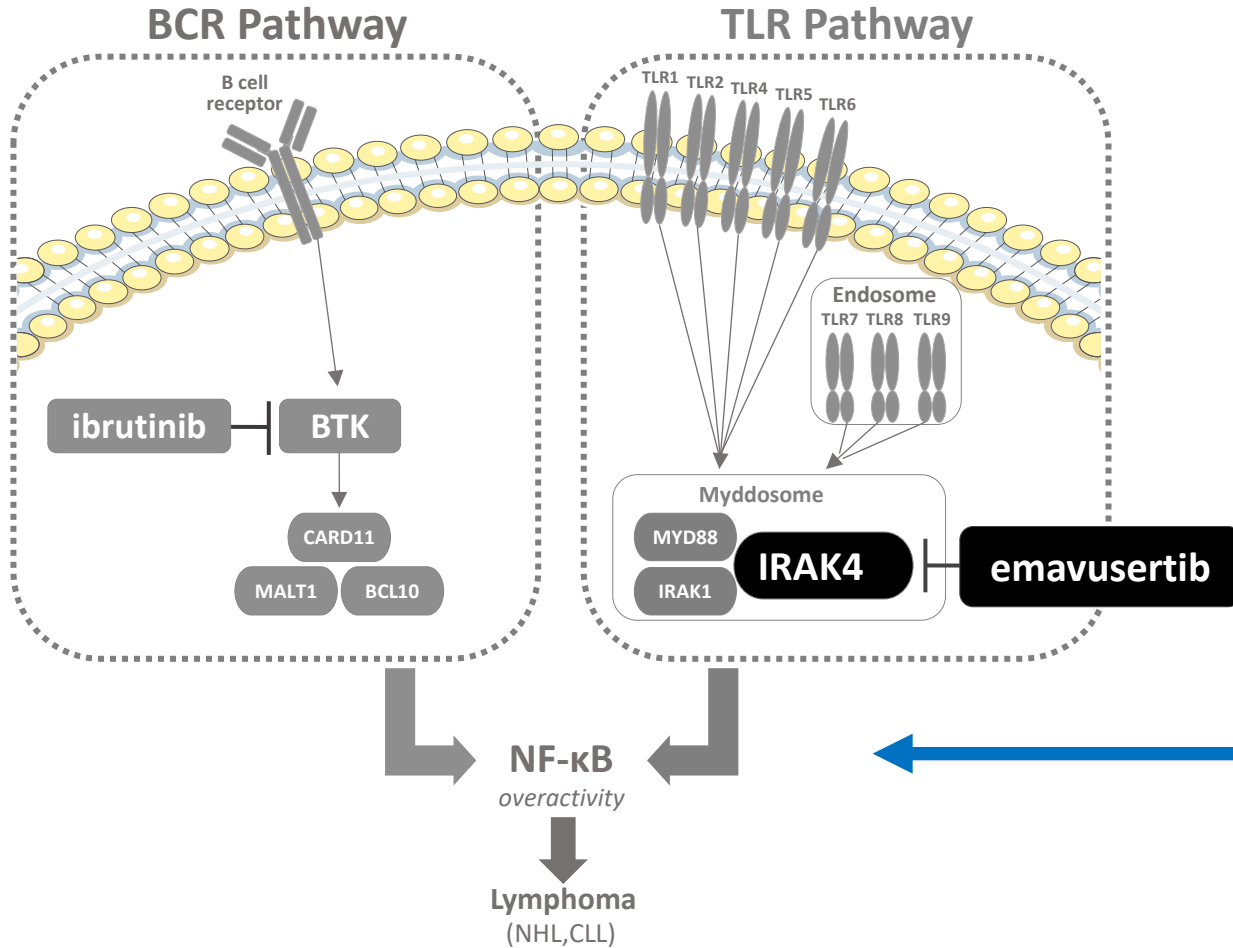 BCR Pathway
TLR Pathway
B cell
receptor
TLR1
TLR2
TLR4
TLR5
TLR6
Endosome
TLR7 TLR8 TLR9
ibrutinib
BTK
Myddosome
CARD11
MALT1
BCL10
MYD88
IRAK1
IRAK4
emavusertib
NF-κB
overactivity
Lymphoma
(NHL,CLL)